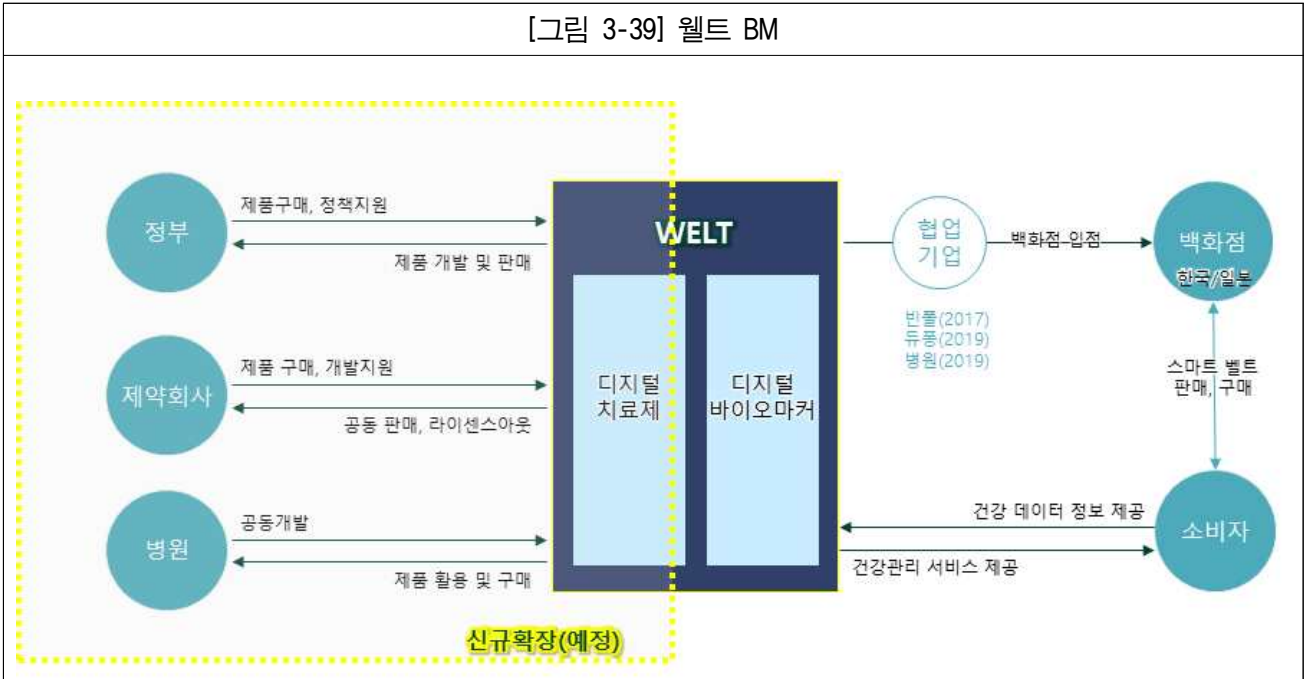 [그림 3-39] 웰트 BM
정부
제품구매, 정책지원
제품 개발 및 판매
제약회사
제품 구매, 개발지원
공동 판매, 라이센스아웃
병원
공동개발
제품 활용 및 구매
신규확장(예정)
WELT
디지털
치료제
디지털
바이오마커
협업
기업
빈폴(2017)
듀퐁(2019)
병원(2019)
백화점 입점
백화점
한국/일본
스마트 벨트
판매, 구매
건강 데이터 정보 제공
건강관리 서비스 제공
소비자